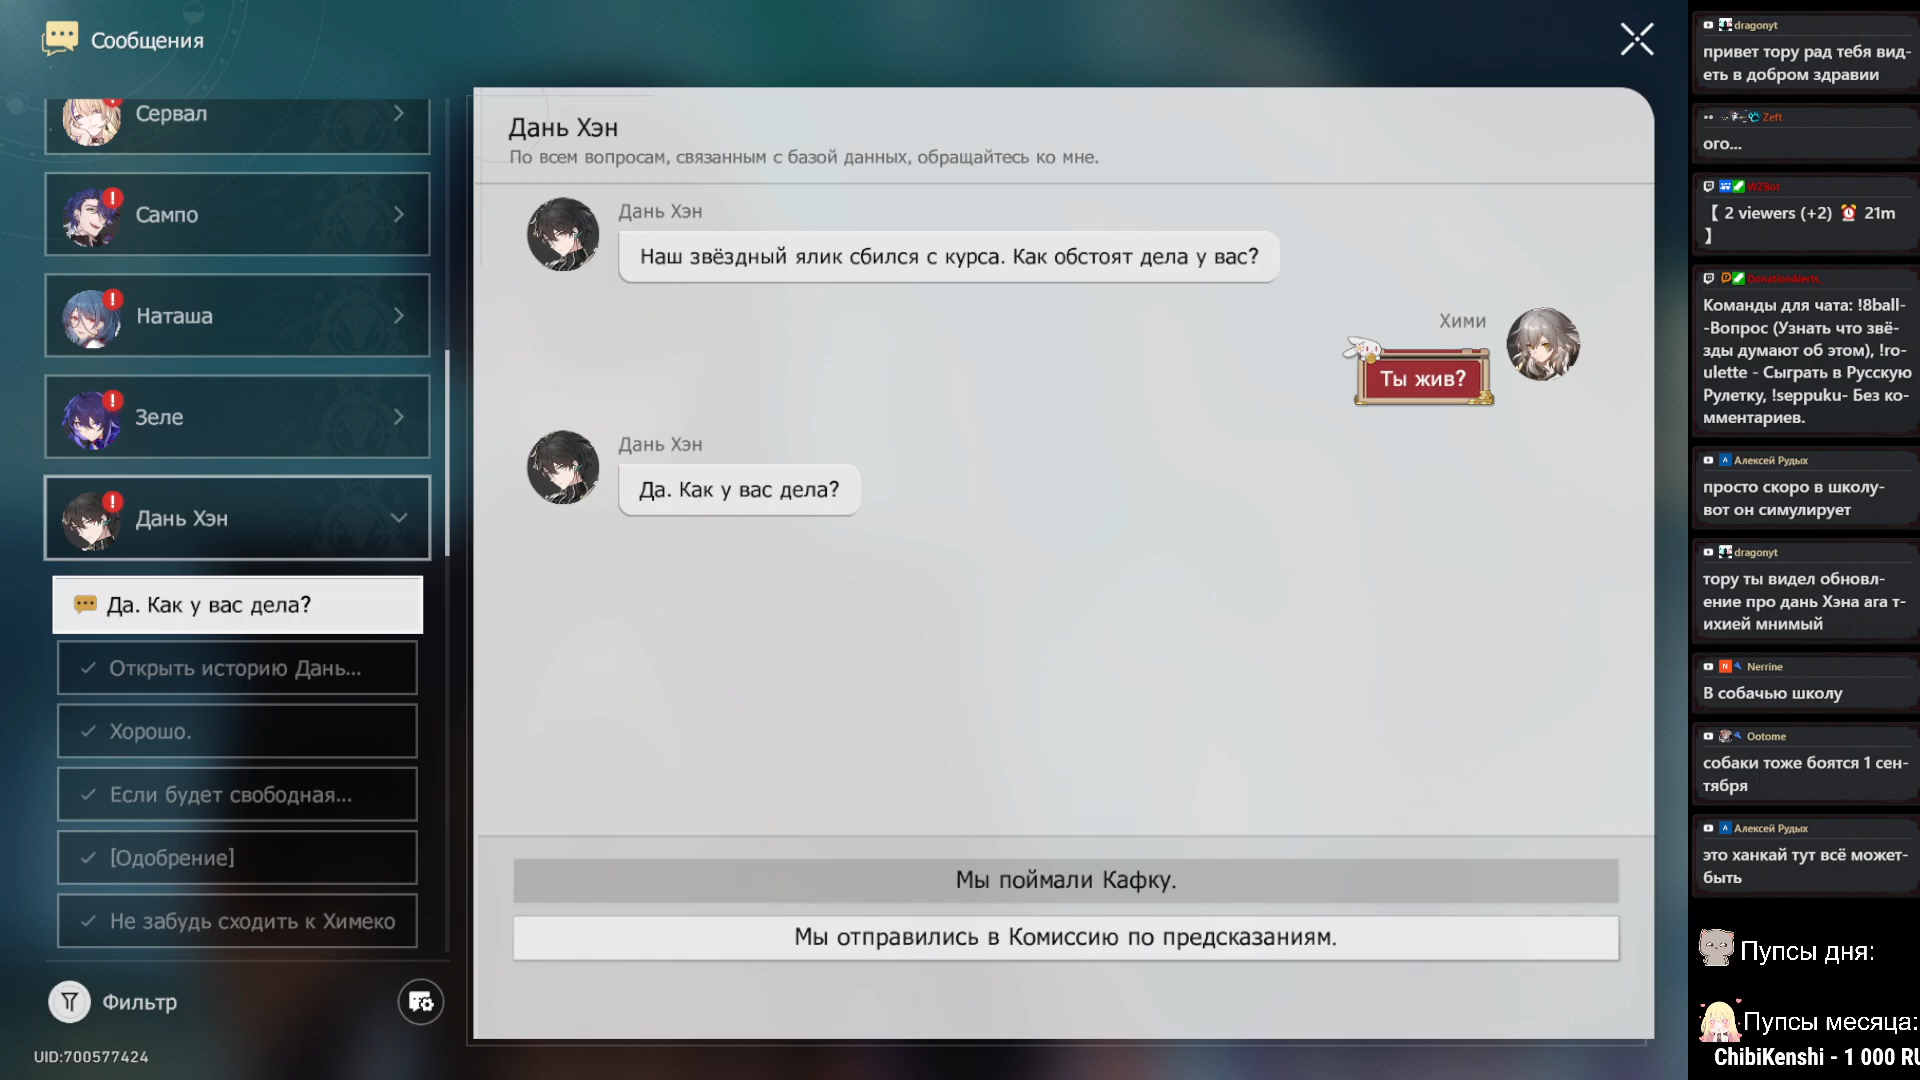 Сообщения
Сервал
Сампо
Наташа
Зеле
Дань Хэн
Да. Как у вас дела?
Открыть историю Дань...
Хорошо.
Если будет свободная...
[Одобрение]
Не забудь сходить к Химеко
Фильтр
UID:700577424
Дань Хэн
По всем вопросам, связанным с базой данных, обращайтесь ко мне.
Дань Хэн
Наш звёздный ялик сбился с курса. Как обстоят дела у вас?
Хими
Ты жив?
Дань Хэн
Да. Как у вас дела?
Мы поймали Кафку.
Мы отправились в Комиссию по предсказаниям.
dragonyt
привет тору рад тебя вид-
еть в добром здравии
Zeft
ого...
WZBot
【 2 viewers (+2) ⏰ 21m
】
DonationAlerts_
Команды для чата: !8ball-
-Вопрос (Узнать что звё-
зды думают об этом), !ro-
ulette - Сыграть в Русскую
Рулетку, !seppuku- Без ко-
мментариев.
Алексей Рудых
просто скоро в школу-
вот он симулирует
dragonyt
тору ты видел обновл-
ение про дань Хэна ага т-
ихией мнимый
Nerrine
В собачью школу
Ootome
собаки тоже боятся 1 сен-
тября
Алексей Рудых
это ханкай тут всё может-
быть
Пупсы дня:
Пупсы месяца:
ChibiKenshi - 1 000 RU